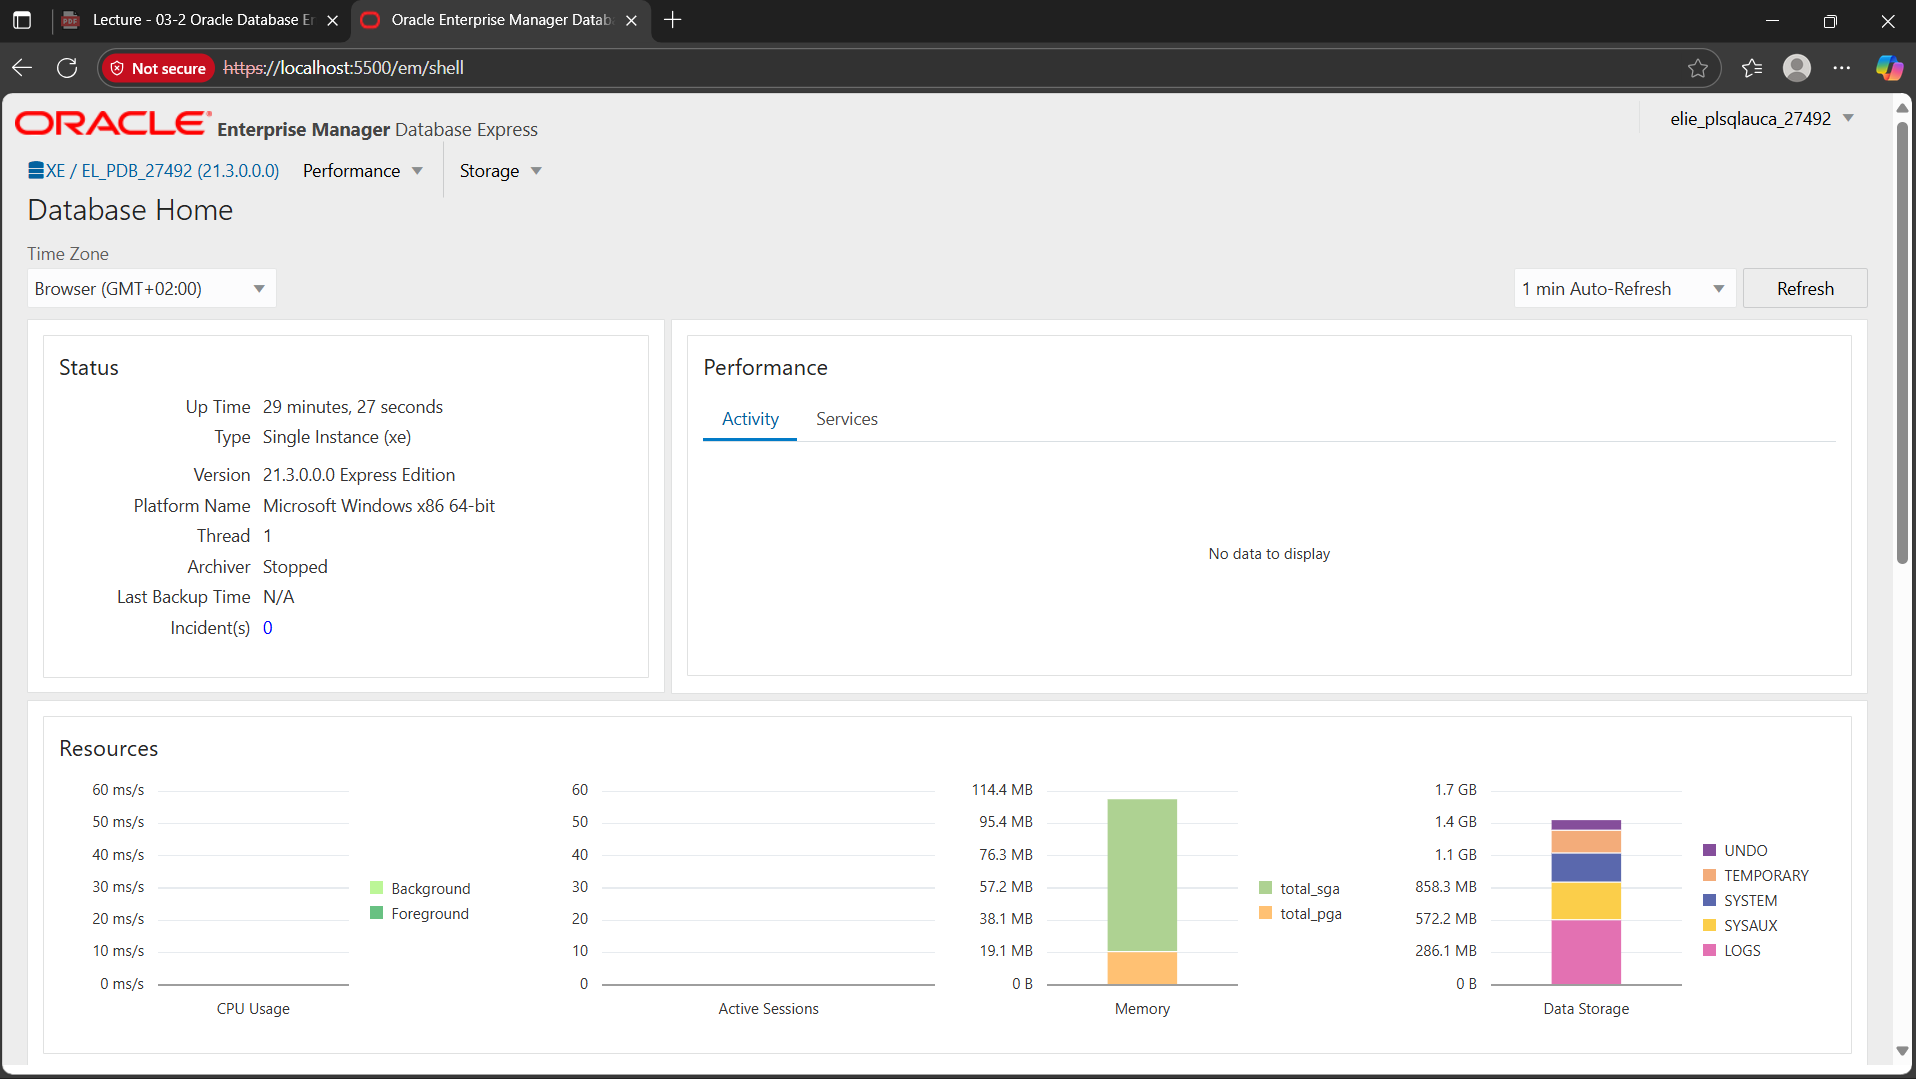 Lecture - 03-2 Oracle Database En
Oracle Enterprise Manager Datab
Not secure
https://localhost:5500/em/shell
ORACLE Enterprise Manager Database Express
elie_plsqlauca_27492
XE / EL_PDB_27492 (21.3.0.0.0)
Performance
Storage
Database Home
Time Zone
Browser (GMT+02:00)
1 min Auto-Refresh
Refresh
Status
Up Time 29 minutes, 27 seconds
Type Single Instance (xe)
Version 21.3.0.0.0 Express Edition
Platform Name Microsoft Windows x86 64-bit
Thread 1
Archiver Stopped
Last Backup Time N/A
Incident(s) 0
Performance
Activity
Services
No data to display
Resources
60 ms/s
50 ms/s
40 ms/s
30 ms/s
20 ms/s
10 ms/s
0 ms/s
CPU Usage
Background
Foreground
60
50
40
30
20
10
0
Active Sessions
114.4 MB
95.4 MB
76.3 MB
57.2 MB
38.1 MB
19.1 MB
0 B
Memory
total_sga
total_pga
1.7 GB
1.4 GB
1.1 GB
858.3 MB
572.2 MB
286.1 MB
0 B
Data Storage
UNDO
TEMPORARY
SYSTEM
SYSAUX
LOGS